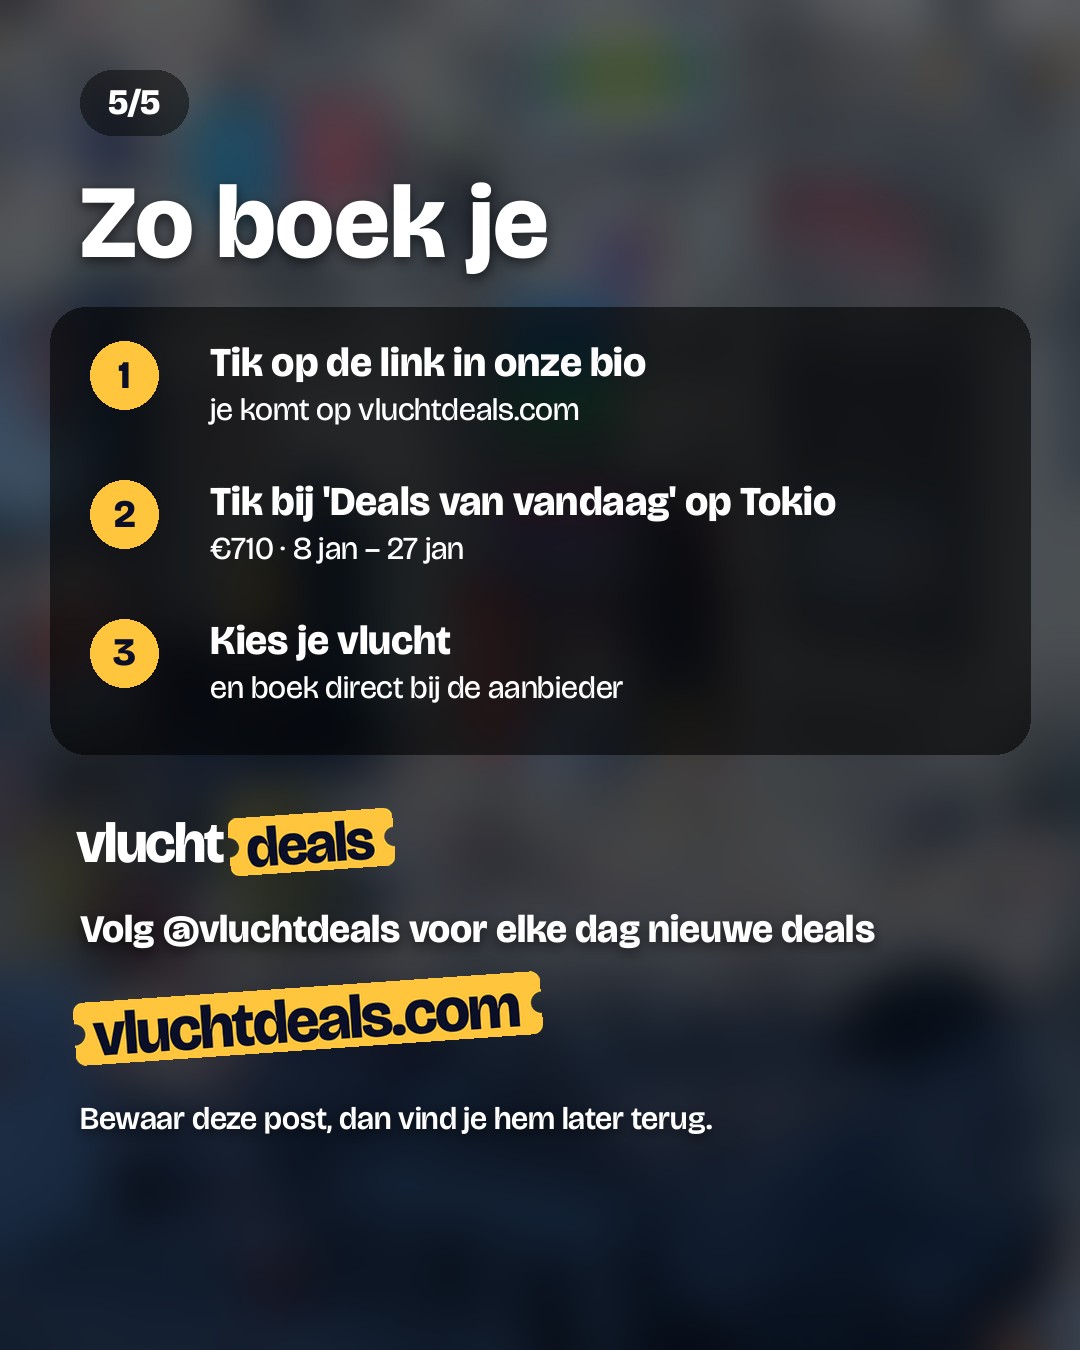 5/5
Zo boek je
1
Tik op de link in onze bio
je komt op vluchtdeals.com
2
Tik bij 'Deals van vandaag' op Tokio
€710 · 8 jan – 27 jan
3
Kies je vlucht
en boek direct bij de aanbieder
vlucht deals
Volg @vluchtdeals voor elke dag nieuwe deals
vluchtdeals.com
Bewaar deze post, dan vind je hem later terug.